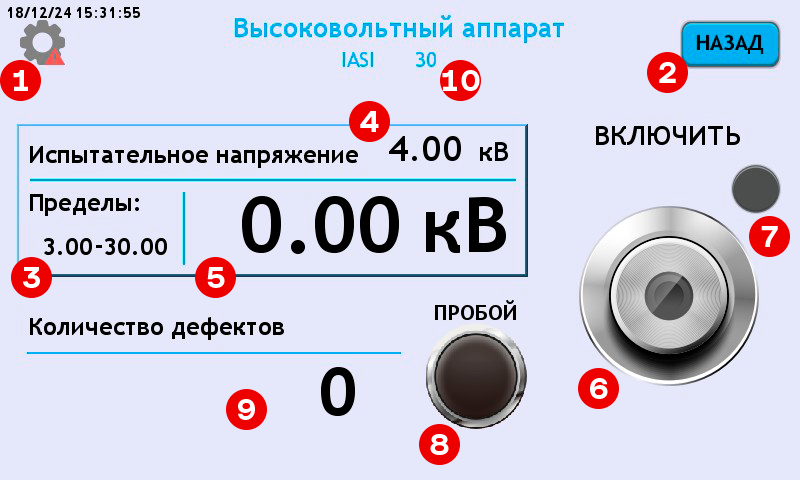 18/12/24 15:31:55
Высоковольтный аппарат
IASI 30
НАЗАД
1
2
10
4
ВКЛЮЧИТЬ
Испытательное напряжение 4.00 кВ
Пределы:
0.00 кВ
3.00-30.00
7
3
5
ПРОБОЙ
Количество дефектов
6
0
9
8